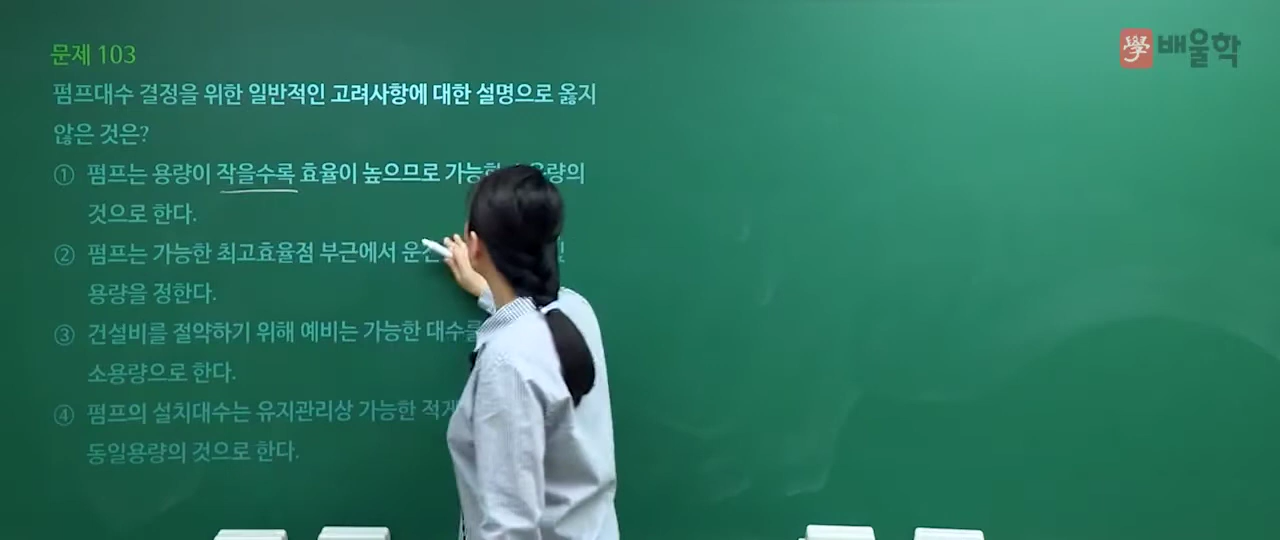 문제 103
學 배울학
펌프대수 결정을 위한 일반적인 고려사항에 대한 설명으로 옳지
않은 것은?
① 펌프는 용량이 작을수록 효율이 높으므로 가능한
것으로 한다.
② 펌프는 가능한 최고효율점 부근에서
용량을 정한다.
③ 건설비를 절약하기 위해 예비는 가능한 대수를
소용량으로 한다.
④ 펌프의 설치대수는 유지관리상 가능한 적게
동일용량의 것으로 한다.